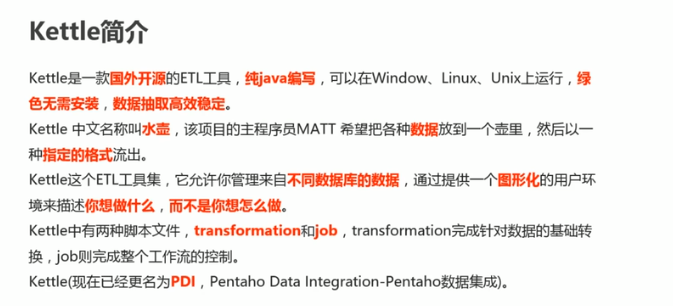 Kettle简介
Kettle是一款国外开源的ETL工具，纯java编写，可以在Window、Linux、Unix上运行，绿
色无需安装，数据抽取高效稳定。
Kettle 中文名称叫水壶，该项目的主程序员MATT 希望把各种数据放到一个壶里，然后以一
种指定的格式流出。
Kettle这个ETL工具集，它允许你管理来自不同数据库的数据，通过提供一个图形化的用户环
境来描述你想做什么，而不是你想怎么做。
Kettle中有两种脚本文件，transformation和job，transformation完成针对数据的基础转
换，job则完成整个工作流的控制。
Kettle(现在已经更名为PDI，Pentaho Data Integration-Pentaho数据集成)。